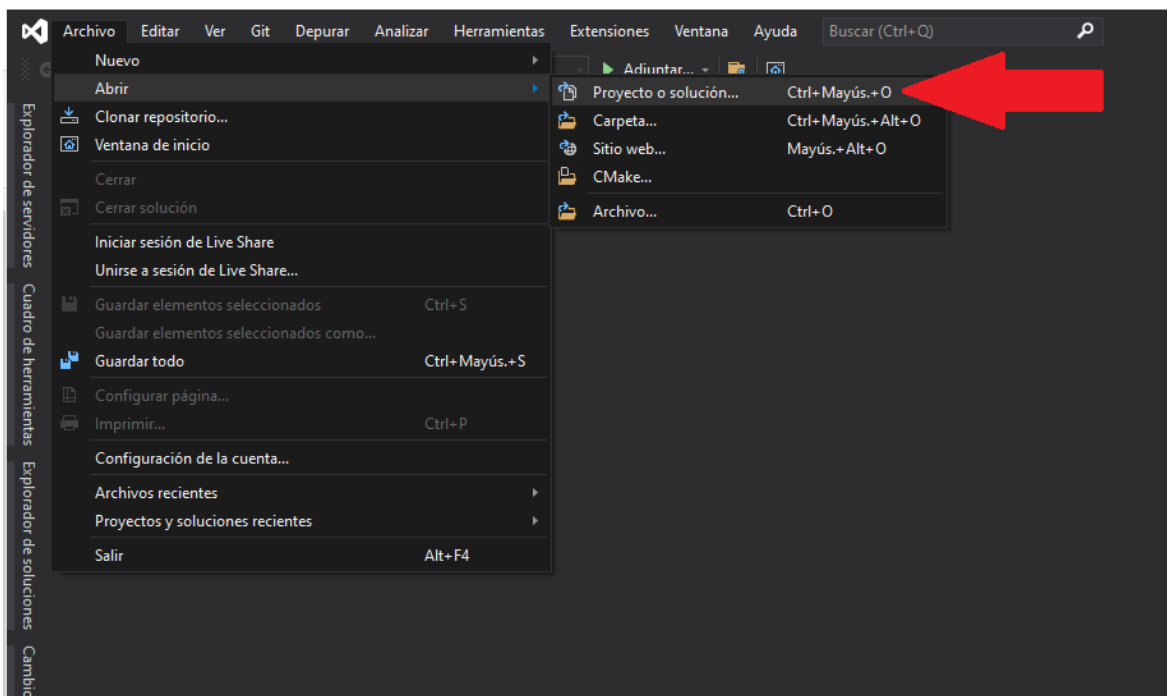 Archivo Editar Ver Git Depurar Analizar Herramientas Extensiones Ventana Ayuda Buscar (Ctrl+Q)
Adjuntar...
Nuevo
Abrir
Clonar repositorio...
Ventana de inicio
Cerrar
Cerrar solución
Iniciar sesión de Live Share
Unirse a sesión de Live Share...
Guardar elementos seleccionados Ctrl+S
Guardar elementos seleccionados como...
Guardar todo Ctrl+Mayús.+S
Configurar página...
Imprimir... Ctrl+P
Configuración de la cuenta...
Archivos recientes
Proyectos y soluciones recientes
Salir Alt+F4
Proyecto o solución... Ctrl+Mayús.+O
Carpeta... Ctrl+Mayús.+Alt+O
Sitio web... Mayús.+Alt+O
CMake...
Archivo... Ctrl+O
Explorador de servidores
Cuadro de herramientas
Explorador de soluciones